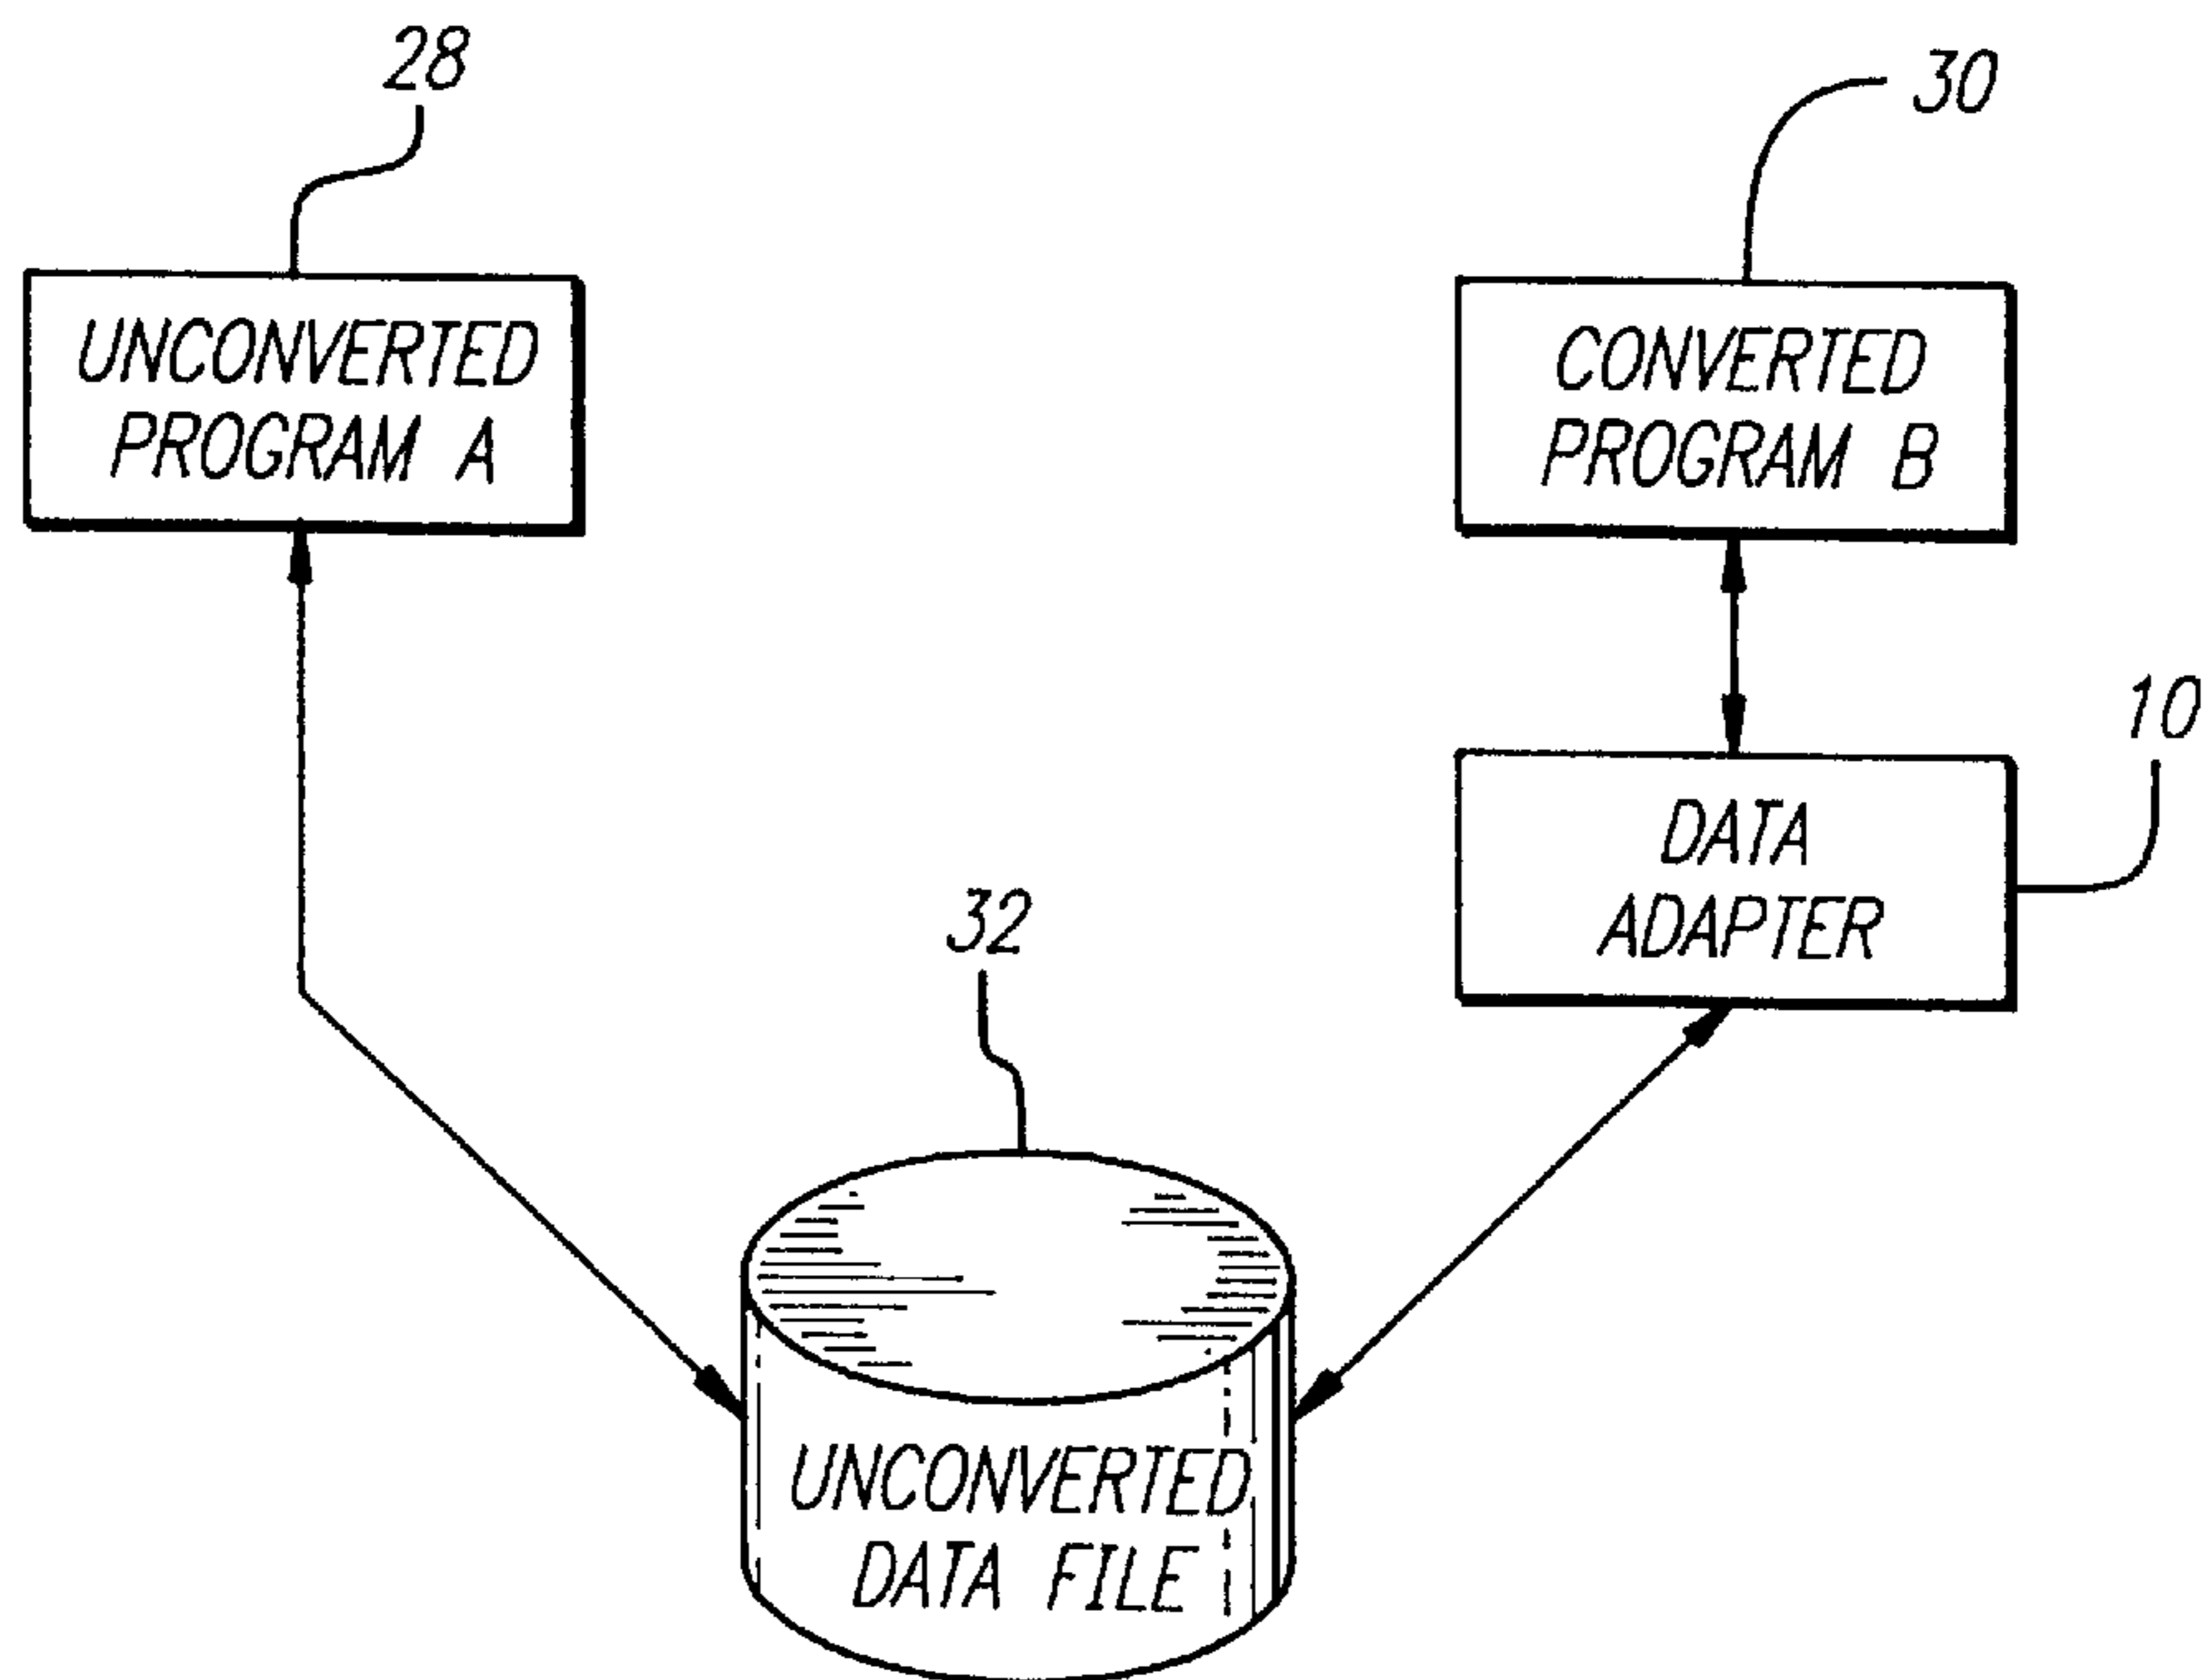 28
30
UNCONVERTED
PROGRAM A
CONVERTED
PROGRAM B
10
DATA
ADAPTER
32
UNCONVERTED
DATA FILE